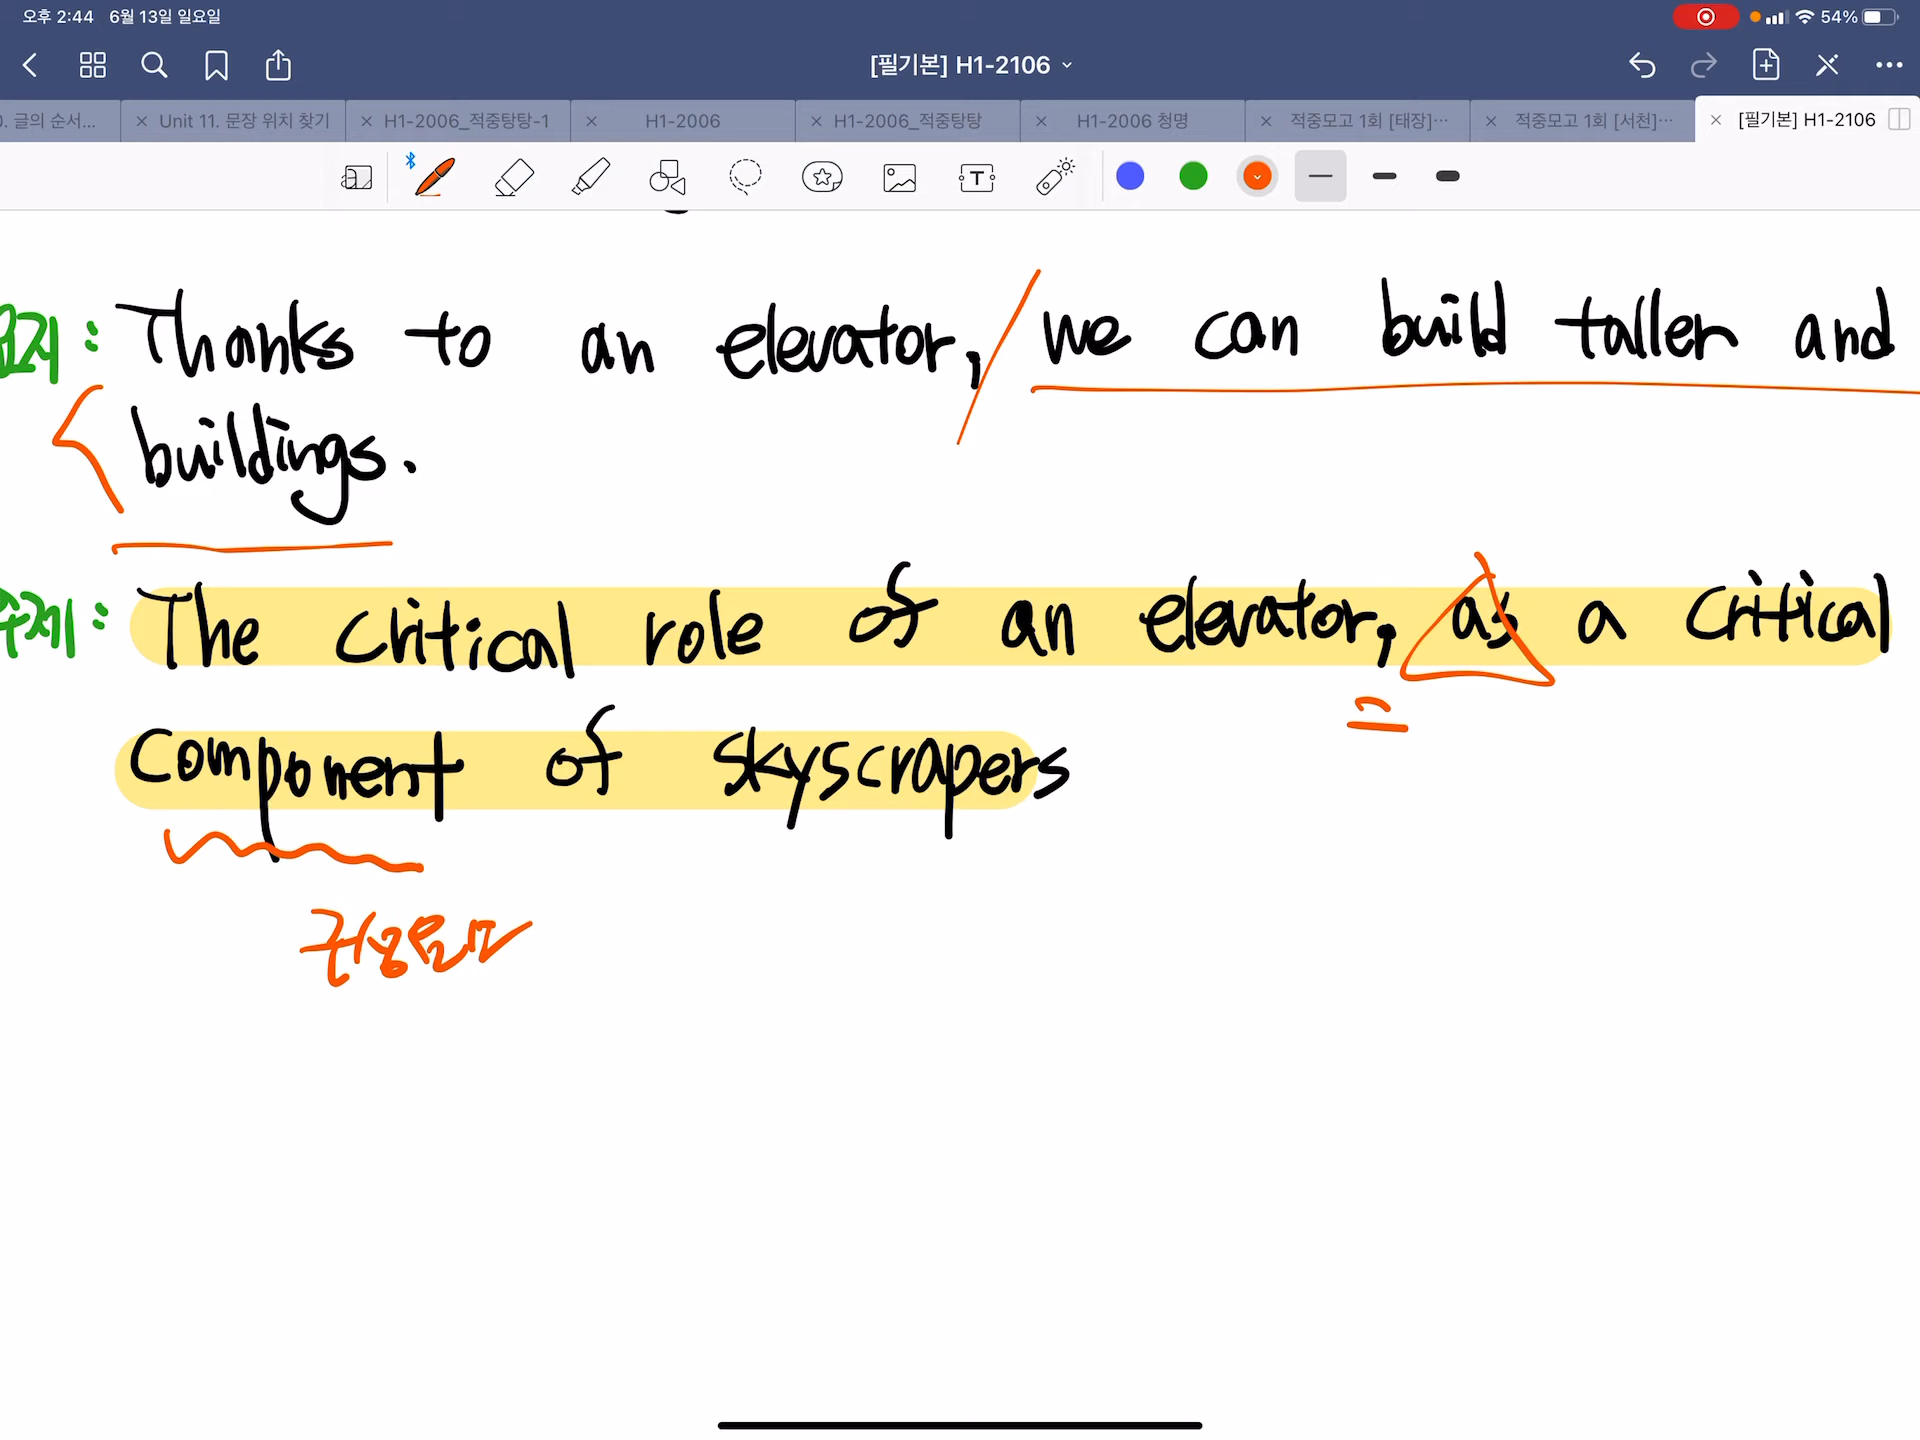 오후 2:44 6월 13일 일요일
54%
[필기본] H1-2106
0. 글의 순서...
× Unit 11. 문장 위치 찾기
× H1-2006_적중탕탕-1
× H1-2006
× H1-2006_적중탕탕
× H1-2006 청명
× 적중모고 1회 [태장]...
× 적중모고 1회 [서천]...
× [필기본] H1-2106
요지: Thanks to an elevator, we can build taller and
buildings.
주제: The critical role of an elevator, as a critical
component of skyscrapers
구성요소